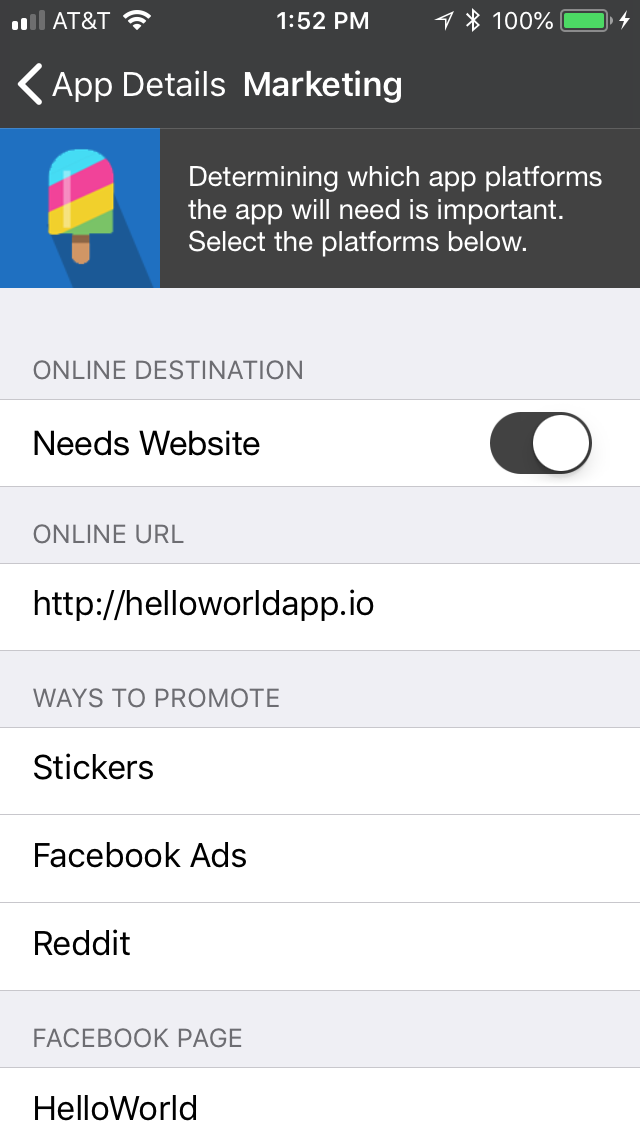 AT&T 1:52 PM 100%
App Details Marketing
Determining which app platforms
the app will need is important.
Select the platforms below.
ONLINE DESTINATION
Needs Website
ONLINE URL
http://helloworldapp.io
WAYS TO PROMOTE
Stickers
Facebook Ads
Reddit
FACEBOOK PAGE
HelloWorld